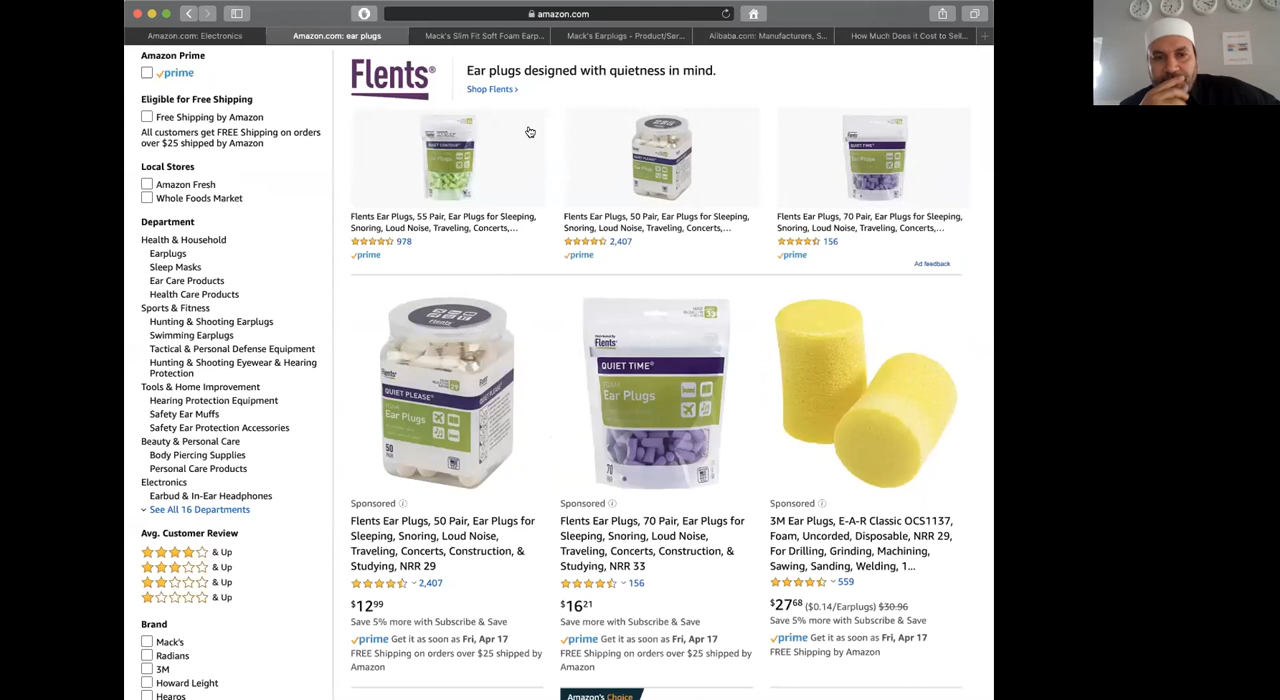 amazon.com
Amazon.com: Electronics
Amazon.com: ear plugs
Mack's Slim Fit Soft Foam Earp...
Mack's Earplugs - Product/Ser...
Alibaba.com: Manufacturers, S...
How Much Does it Cost to Sell...
Amazon Prime
prime
Eligible for Free Shipping
Free Shipping by Amazon
All customers get FREE Shipping on orders
over $25 shipped by Amazon
Local Stores
Amazon Fresh
Whole Foods Market
Department
Health & Household
Earplugs
Sleep Masks
Ear Care Products
Health Care Products
Sports & Fitness
Hunting & Shooting Earplugs
Swimming Earplugs
Tactical & Personal Defense Equipment
Hunting & Shooting Eyewear & Hearing
Protection
Tools & Home Improvement
Hearing Protection Equipment
Safety Ear Muffs
Safety Ear Protection Accessories
Beauty & Personal Care
Body Piercing Supplies
Personal Care Products
Electronics
Earbud & In-Ear Headphones
See All 16 Departments
Avg. Customer Review
& Up
& Up
& Up
& Up
Brand
Mack's
Radians
3M
Howard Leight
Hearos
Flents®
Ear plugs designed with quietness in mind.
Shop Flents ›
Flents Ear Plugs, 55 Pair, Ear Plugs for Sleeping,
Snoring, Loud Noise, Traveling, Concerts,...
978
prime
Flents Ear Plugs, 50 Pair, Ear Plugs for Sleeping,
Snoring, Loud Noise, Traveling, Concerts,...
2,407
prime
Flents Ear Plugs, 70 Pair, Ear Plugs for Sleeping,
Snoring, Loud Noise, Traveling, Concerts,...
156
prime
Ad feedback
Flents
QUIET PLEASE®
Ear Plugs
50
PAIR
Flents
QUIET TIME®
Ear Plugs
33
70
Sponsored
Flents Ear Plugs, 50 Pair, Ear Plugs for
Sleeping, Snoring, Loud Noise,
Traveling, Concerts, Construction, &
Studying, NRR 29
2,407
$12 99
Save 5% more with Subscribe & Save
prime Get it as soon as Fri, Apr 17
FREE Shipping on orders over $25 shipped by
Amazon
Sponsored
Flents Ear Plugs, 70 Pair, Ear Plugs for
Sleeping, Snoring, Loud Noise,
Traveling, Concerts, Construction, &
Studying, NRR 33
156
$16 21
Save more with Subscribe & Save
prime Get it as soon as Fri, Apr 17
FREE Shipping on orders over $25 shipped by
Amazon
Amazon's Choice
Sponsored
3M Ear Plugs, E-A-R Classic OCS1137,
Foam, Uncorded, Disposable, NRR 29,
For Drilling, Grinding, Machining,
Sawing, Sanding, Welding, 1...
559
$27 68 ($0.14/Earplugs) $30.96
Save 5% more with Subscribe & Save
prime Get it as soon as Fri, Apr 17
FREE Shipping by Amazon